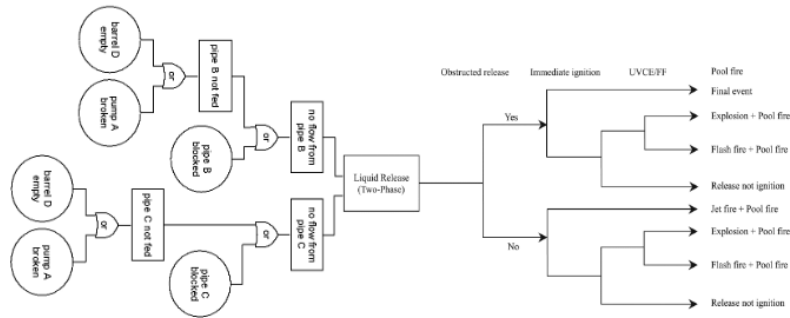 barrel D
empty
pump A
broken
or
pipe B not fed
pipe B
blocked
or
no flow from
pipe B
barrel D
empty
pump A
broken
or
pipe C not fed
pipe C
blocked
or
no flow from
pipe C
Liquid Release
(Two-Phase)
Obstructed release
Immediate ignition
UVCE/FF
Pool fire
Yes
No
Final event
Explosion + Pool fire
Flash fire + Pool fire
Release not ignition
Jet fire + Pool fire
Explosion + Pool fire
Flash fire + Pool fire
Release not ignition